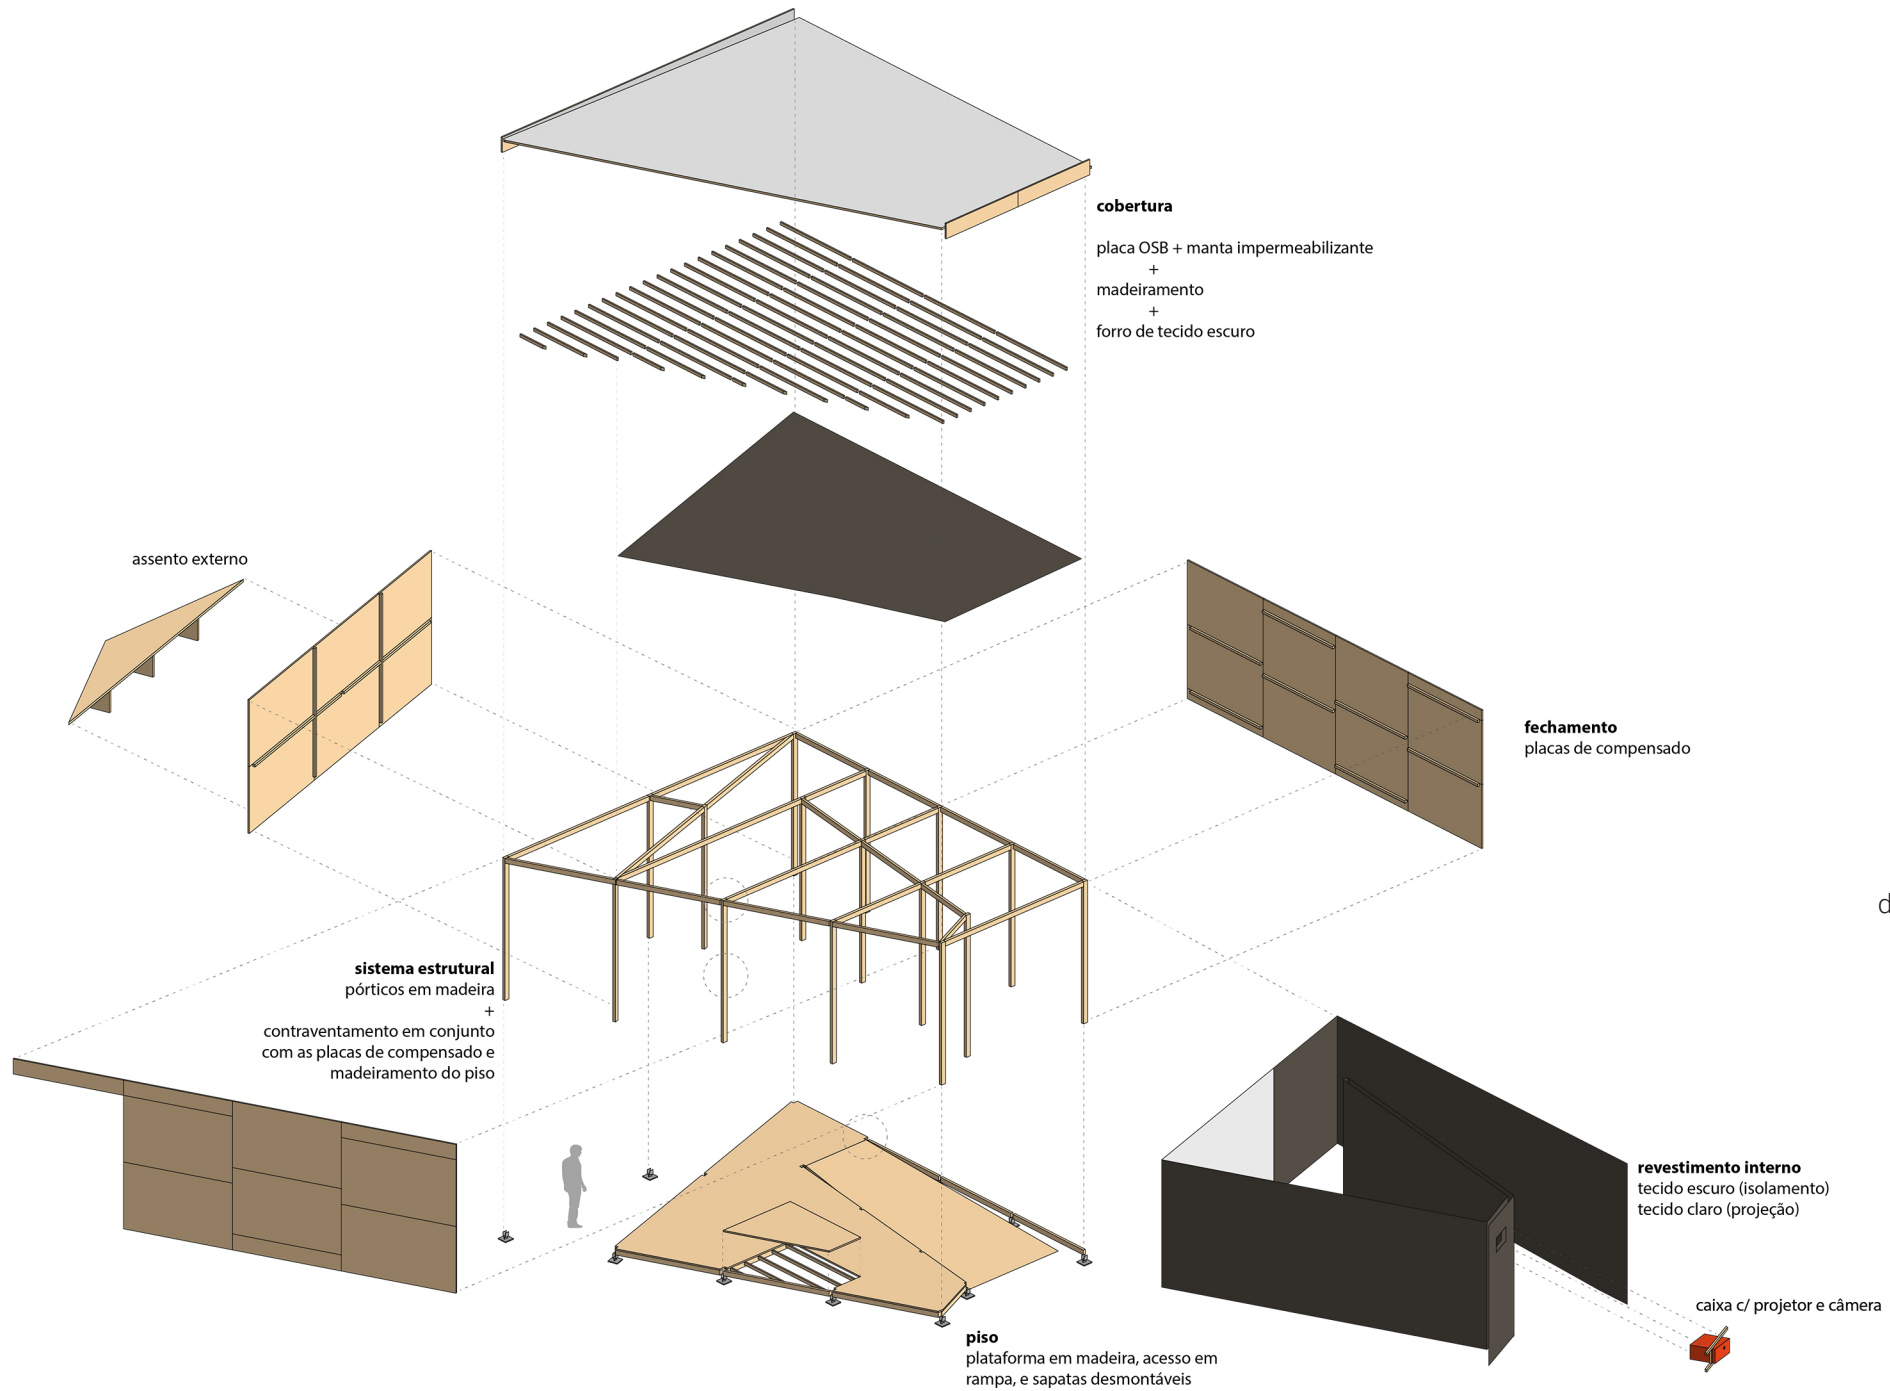 cobertura
placa OSB + manta impermeabilizante
+
madeiramento
+
forro de tecido escuro
assento externo
fechamento
placas de compensado
d
sistema estrutural
pórticos em madeira
+
contraventamento em conjunto
com as placas de compensado e
madeiramento do piso
revestimento interno
tecido escuro (isolamento)
tecido claro (projeção)
caixa c/ projetor e câmera
piso
plataforma em madeira, acesso em
rampa, e sapatas desmontáveis